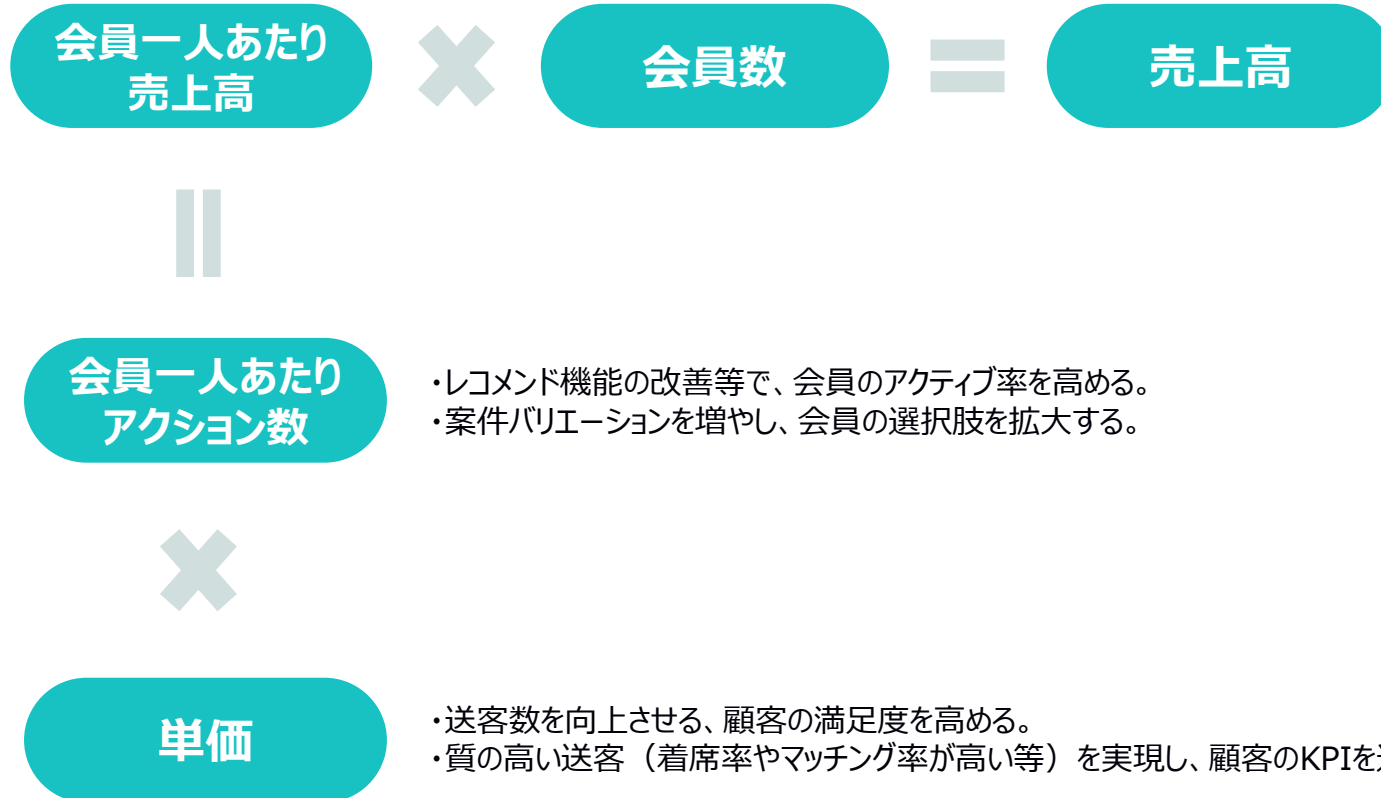 会員一人あたり
売上高
会員数
売上高
会員一人あたり
アクション数
・レコメンド機能の改善等で、会員のアクティブ率を高める。
・案件バリエーションを増やし、会員の選択肢を拡大する。
単価
・送客数を向上させる、顧客の満足度を高める。
・質の高い送客（着席率やマッチング率が高い等）を実現し、顧客のKPIを